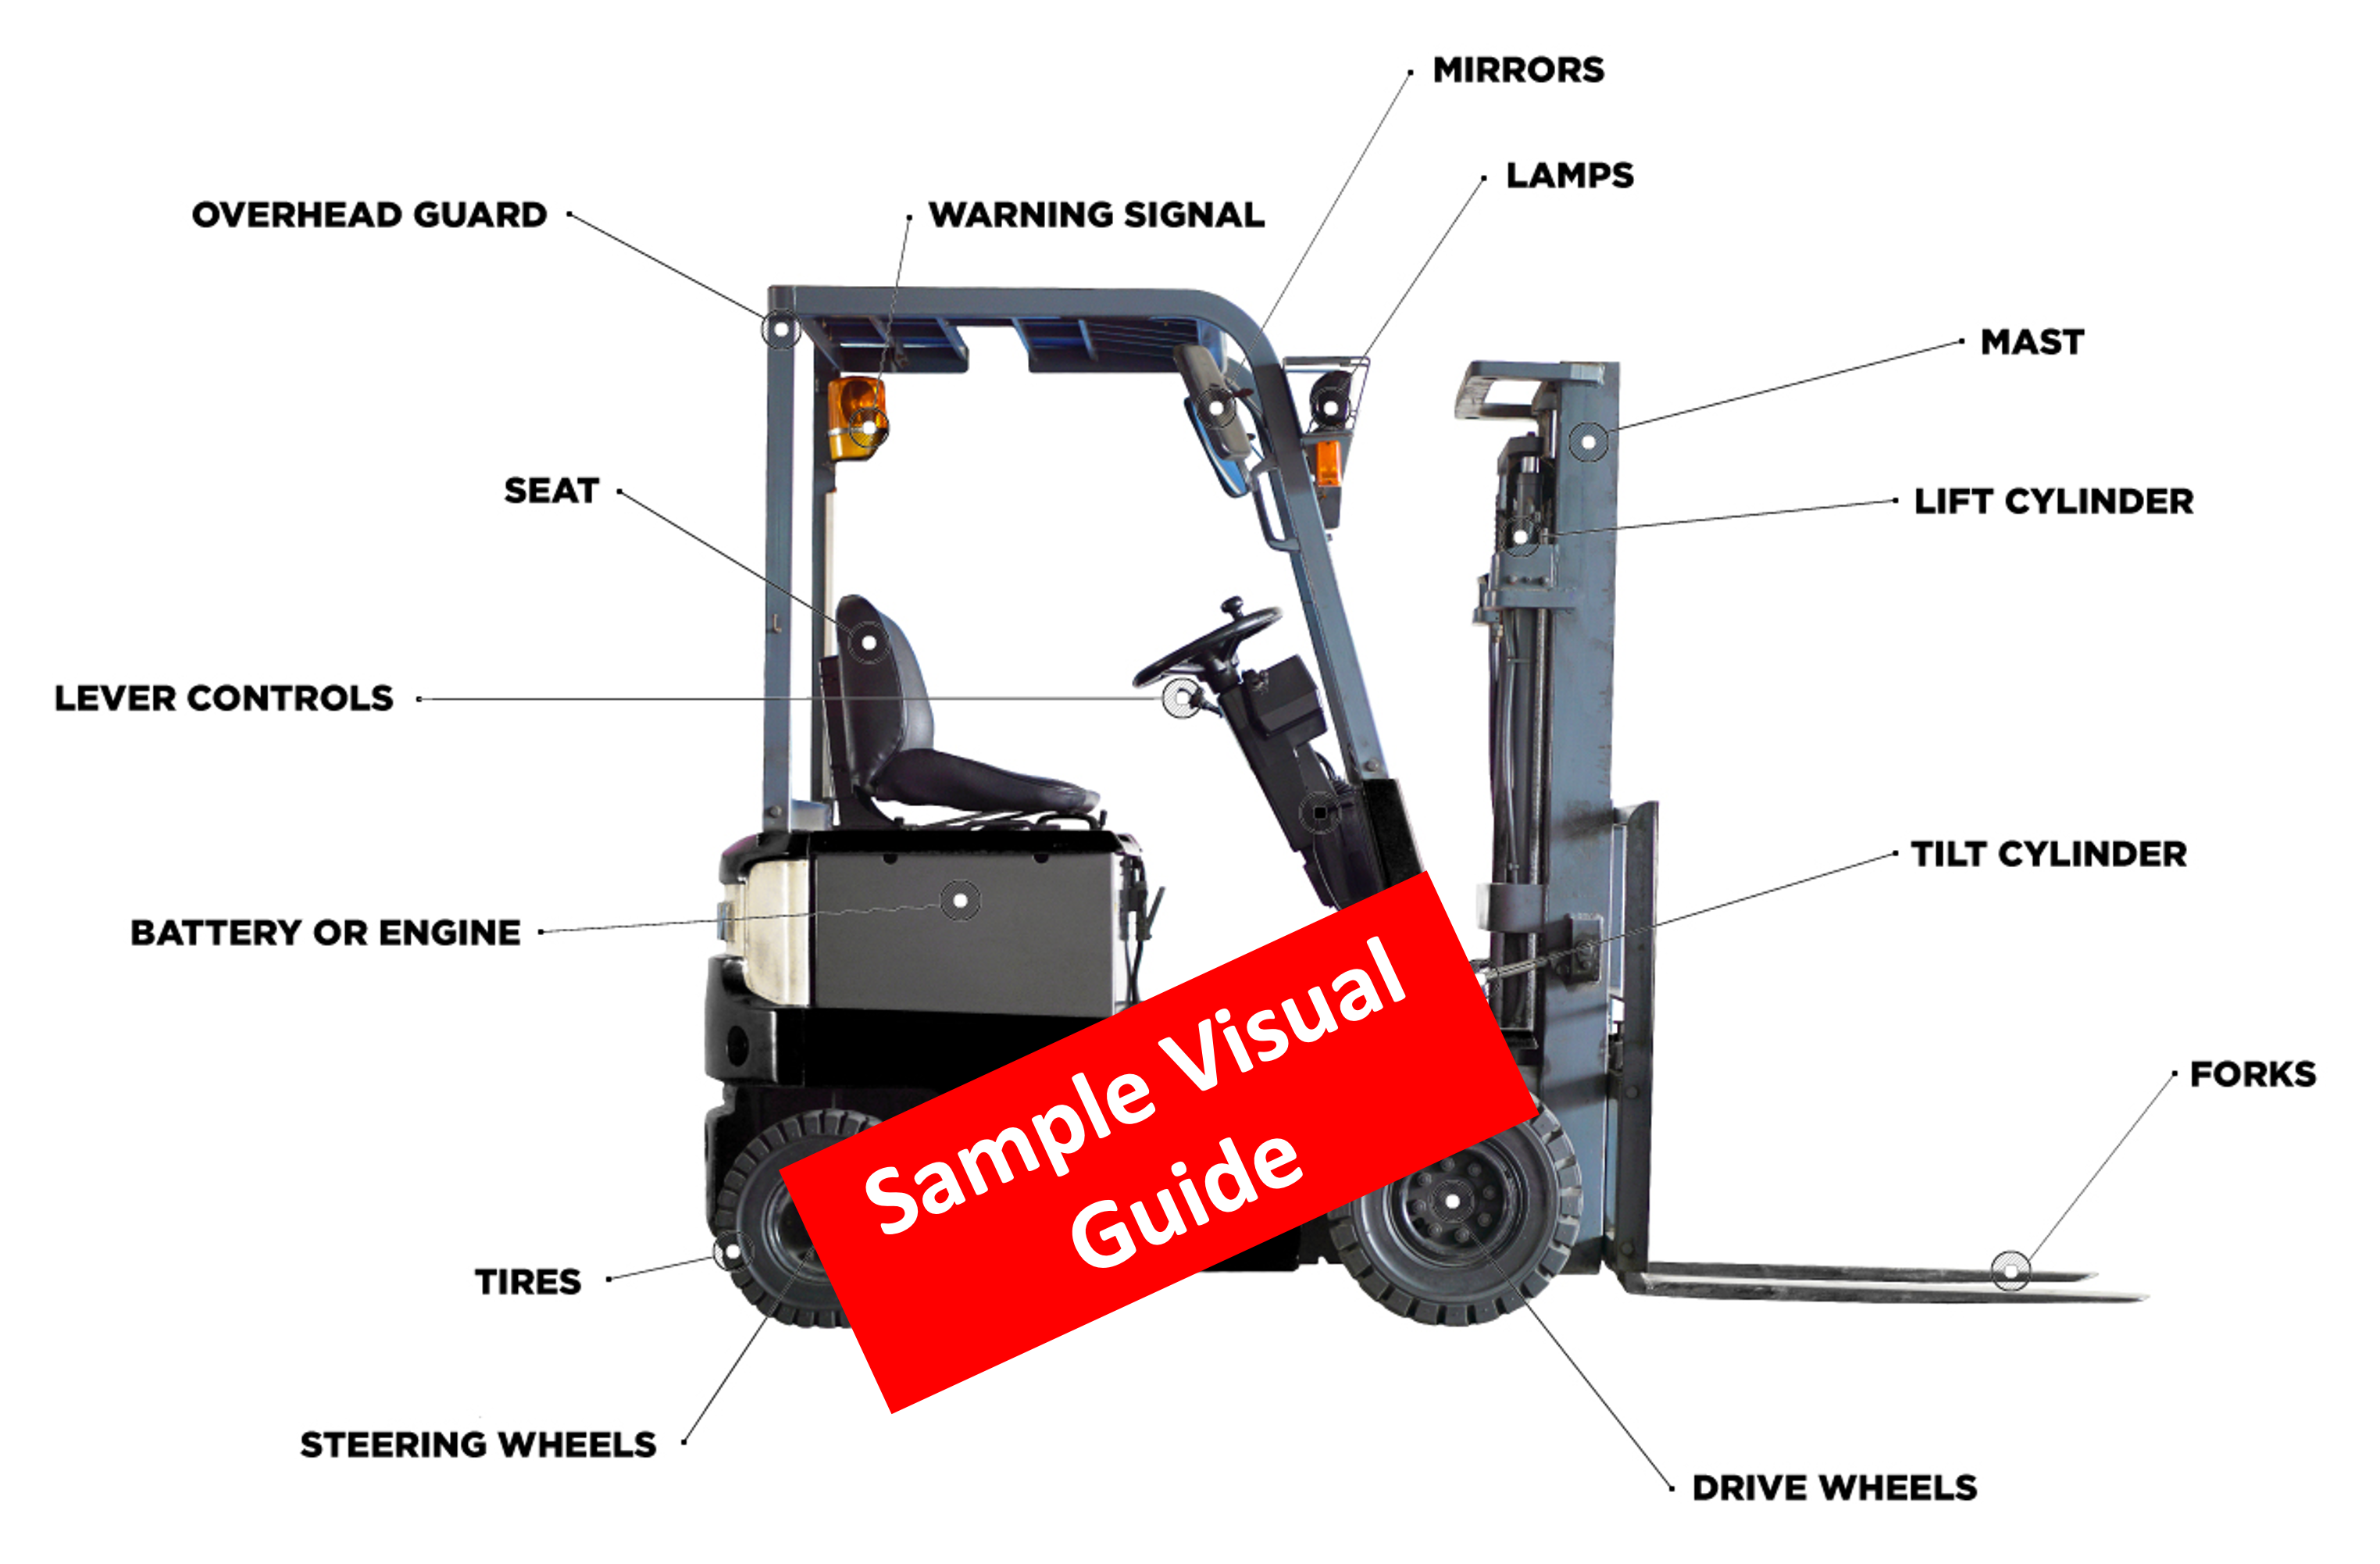 MIRRORS
LAMPS
OVERHEAD GUARD
WARNING SIGNAL
MAST
SEAT
LIFT CYLINDER
LEVER CONTROLS
TILT CYLINDER
BATTERY OR ENGINE
Sample Visual
Guide
FORKS
TIRES
STEERING WHEELS
DRIVE WHEELS